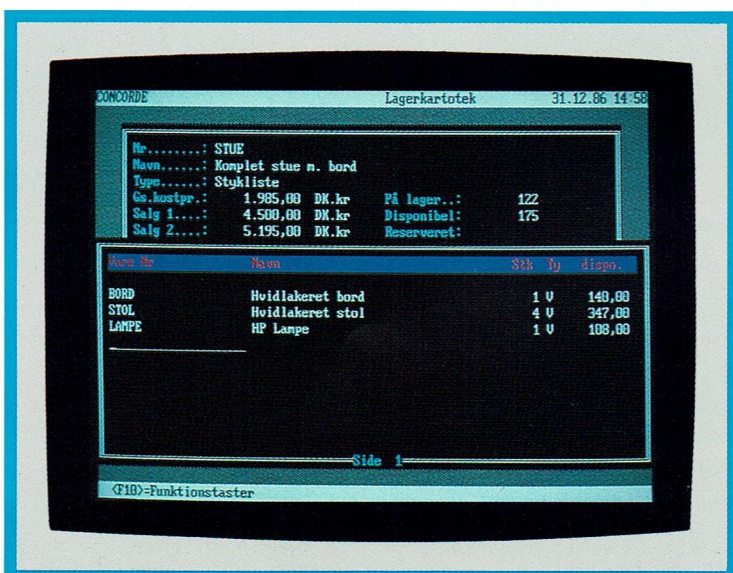 CONCORDE Lagerkartotek 31.12.86 14:58
Nr........: STUE
Navn......: Komplet stue m. bord
Type......: Stykliste
Gs.kostpr.: 1.985,00 DK.kr På lager..: 122
Salg 1....: 4.500,00 DK.kr Disponibel: 175
Salg 2....: 5.195,00 DK.kr Reserveret:
Vare Nr Navn Stk Ty dispo.
BORD Hvidlakeret bord 1 V 140,00
STOL Hvidlakeret stol 4 V 347,00
LAMPE HP Lampe 1 V 108,00
Side 1
<F10>=Funktionstaster